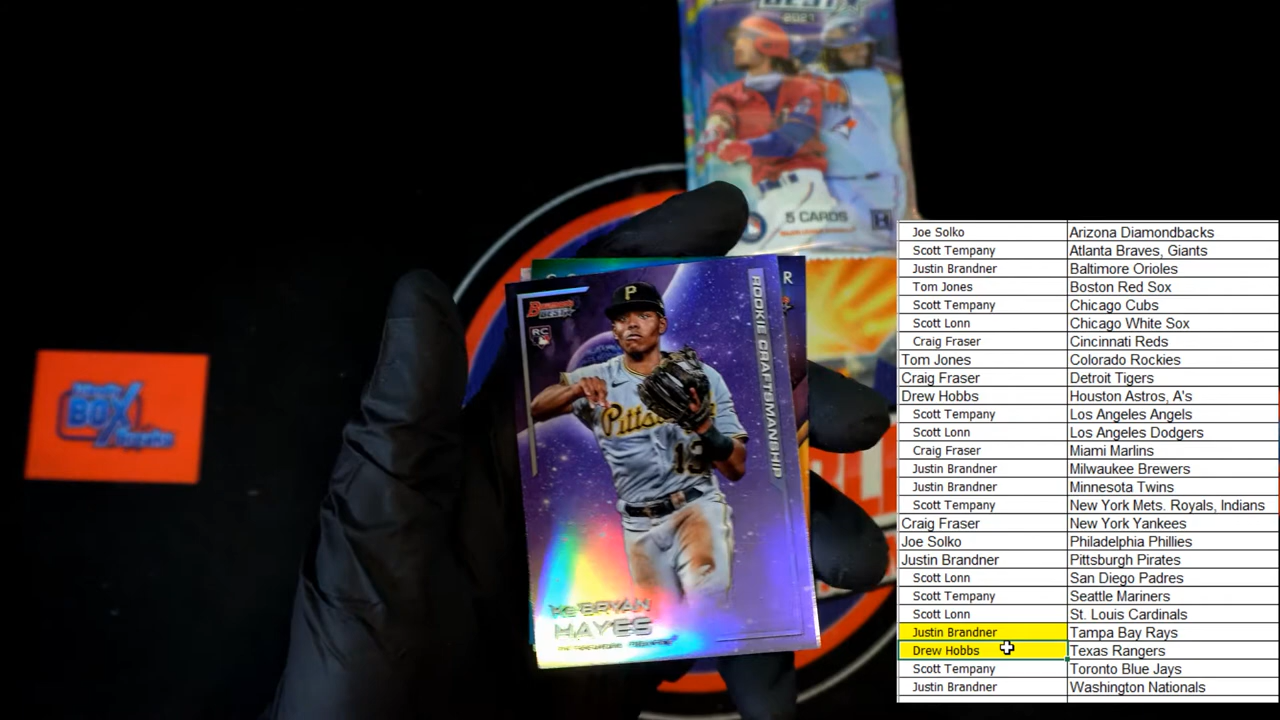 BEST
2021
5 CARDS
BOX
R
BOWMAN'S
BEST
RC
ROOKIE CRAFTSMANSHIP
P
Pittsb
13
KE'BRYAN
HAYES
PITTSBURGH PIRATES
Joe Solko Arizona Diamondbacks
Scott Tempany Atlanta Braves, Giants
Justin Brandner Baltimore Orioles
Tom Jones Boston Red Sox
Scott Tempany Chicago Cubs
Scott Lonn Chicago White Sox
Craig Fraser Cincinnati Reds
Tom Jones Colorado Rockies
Craig Fraser Detroit Tigers
Drew Hobbs Houston Astros, A's
Scott Tempany Los Angeles Angels
Scott Lonn Los Angeles Dodgers
Craig Fraser Miami Marlins
Justin Brandner Milwaukee Brewers
Justin Brandner Minnesota Twins
Scott Tempany New York Mets. Royals, Indians
Craig Fraser New York Yankees
Joe Solko Philadelphia Phillies
Justin Brandner Pittsburgh Pirates
Scott Lonn San Diego Padres
Scott Tempany Seattle Mariners
Scott Lonn St. Louis Cardinals
Justin Brandner Tampa Bay Rays
Drew Hobbs Texas Rangers
Scott Tempany Toronto Blue Jays
Justin Brandner Washington Nationals